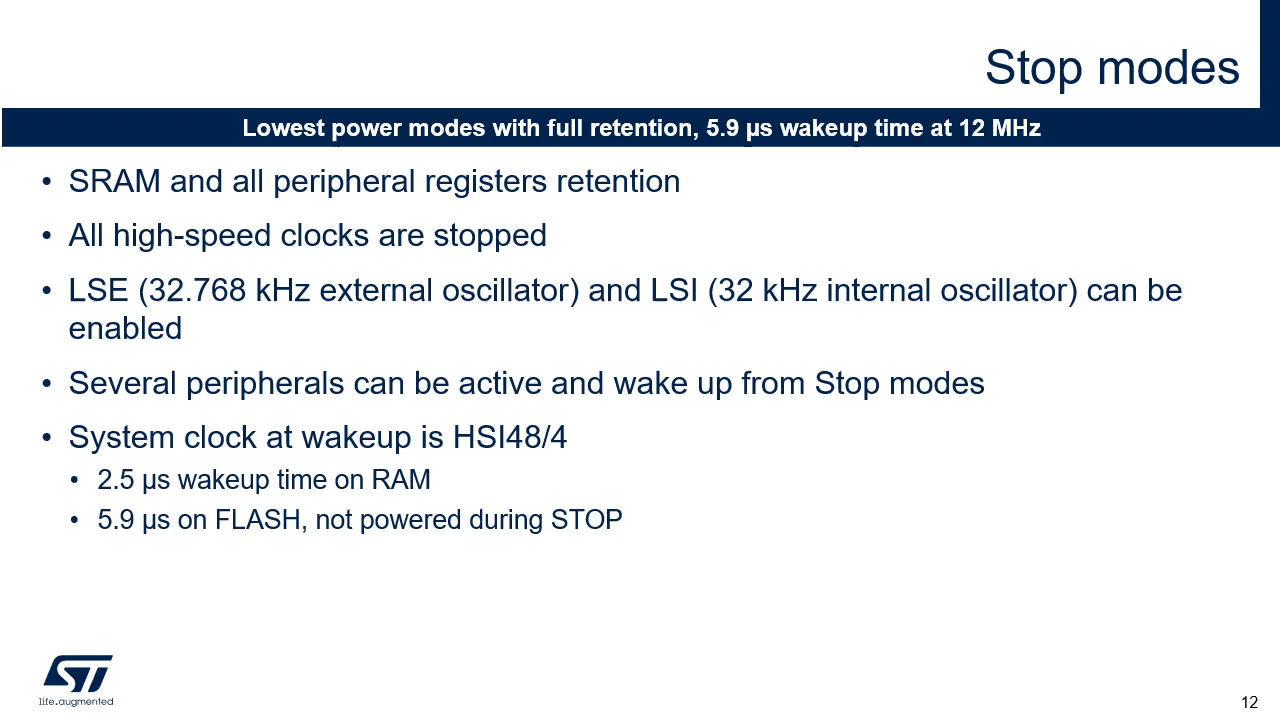 Stop modes
Lowest power modes with full retention, 5.9 µs wakeup time at 12 MHz
• SRAM and all peripheral registers retention
• All high-speed clocks are stopped
• LSE (32.768 kHz external oscillator) and LSI (32 kHz internal oscillator) can be
enabled
• Several peripherals can be active and wake up from Stop modes
• System clock at wakeup is HSI48/4
• 2.5 µs wakeup time on RAM
• 5.9 µs on FLASH, not powered during STOP
ST
life.augmented
12